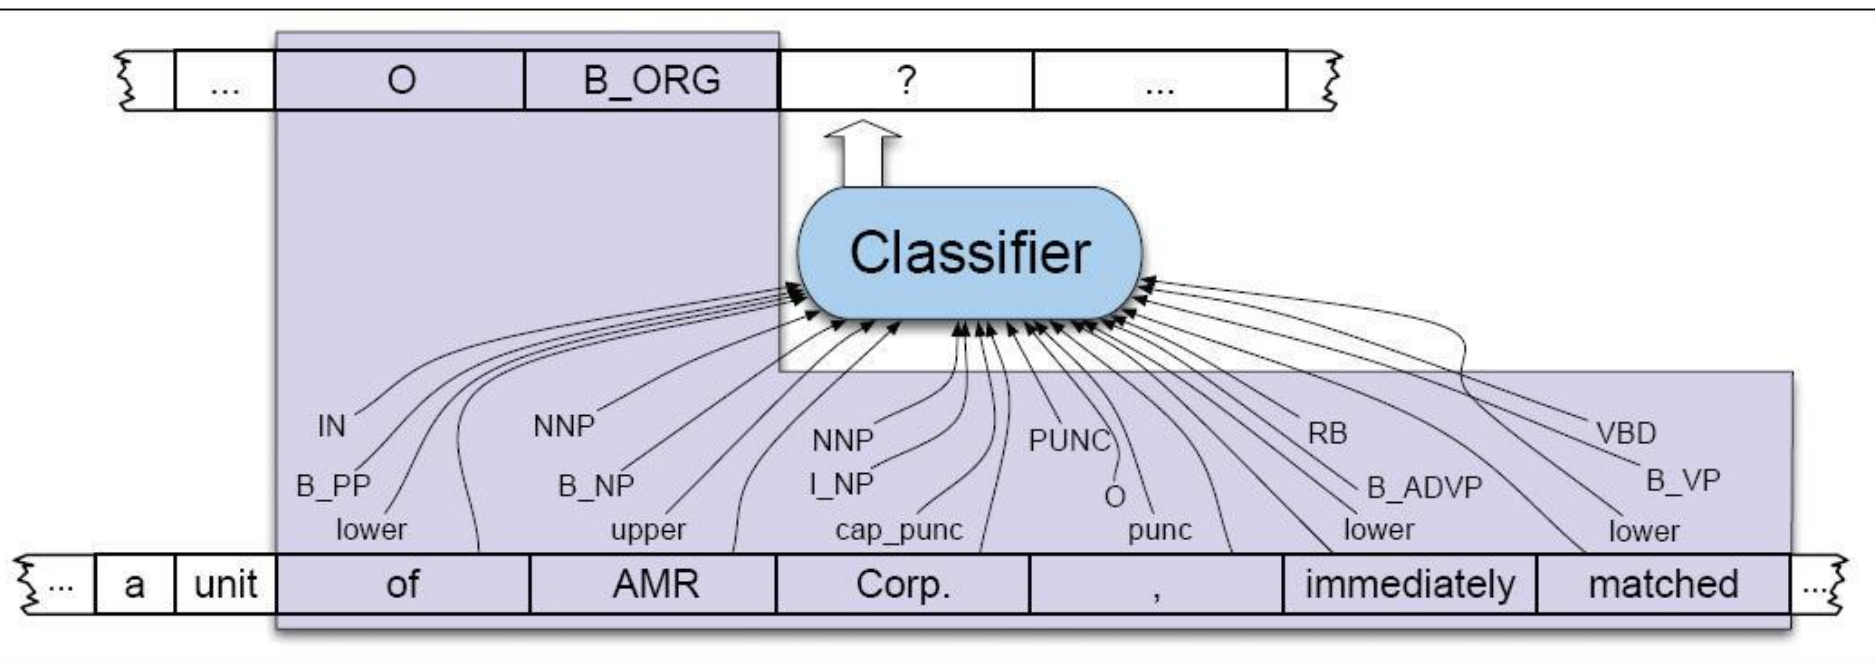 ... O B_ORG ? ...
Classifier
IN NNP NNP PUNC RB VBD
B_PP B_NP I_NP O B_ADVP B_VP
lower upper cap_punc punc lower lower
... a unit of AMR Corp. , immediately matched ...